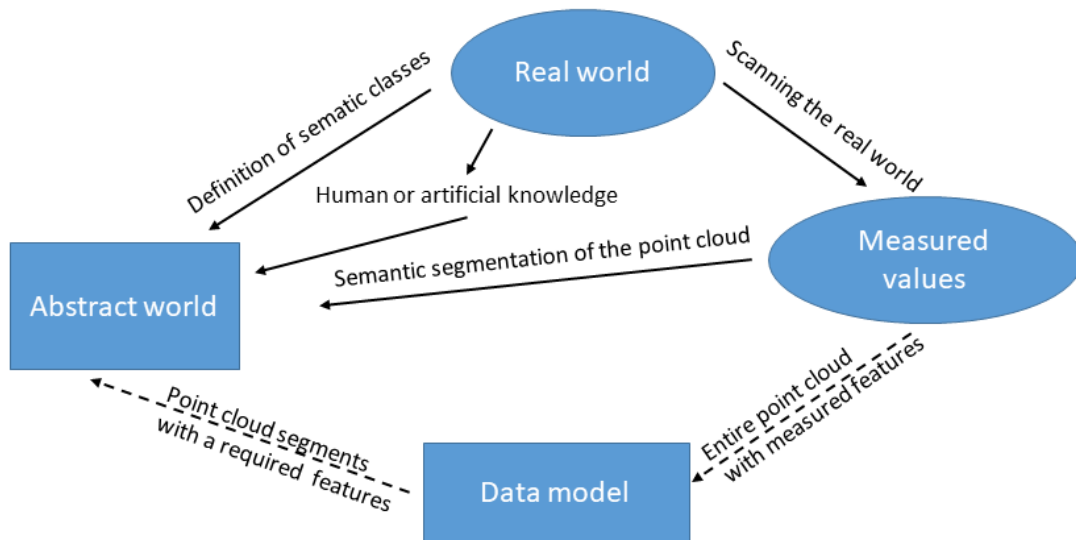 Real world
Definition of sematic classes
Scanning the real world
Human or artificial knowledge
Measured
values
Semantic segmentation of the point cloud
Abstract world
Point cloud segments
with a required features
Entire point cloud
with measured features
Data model